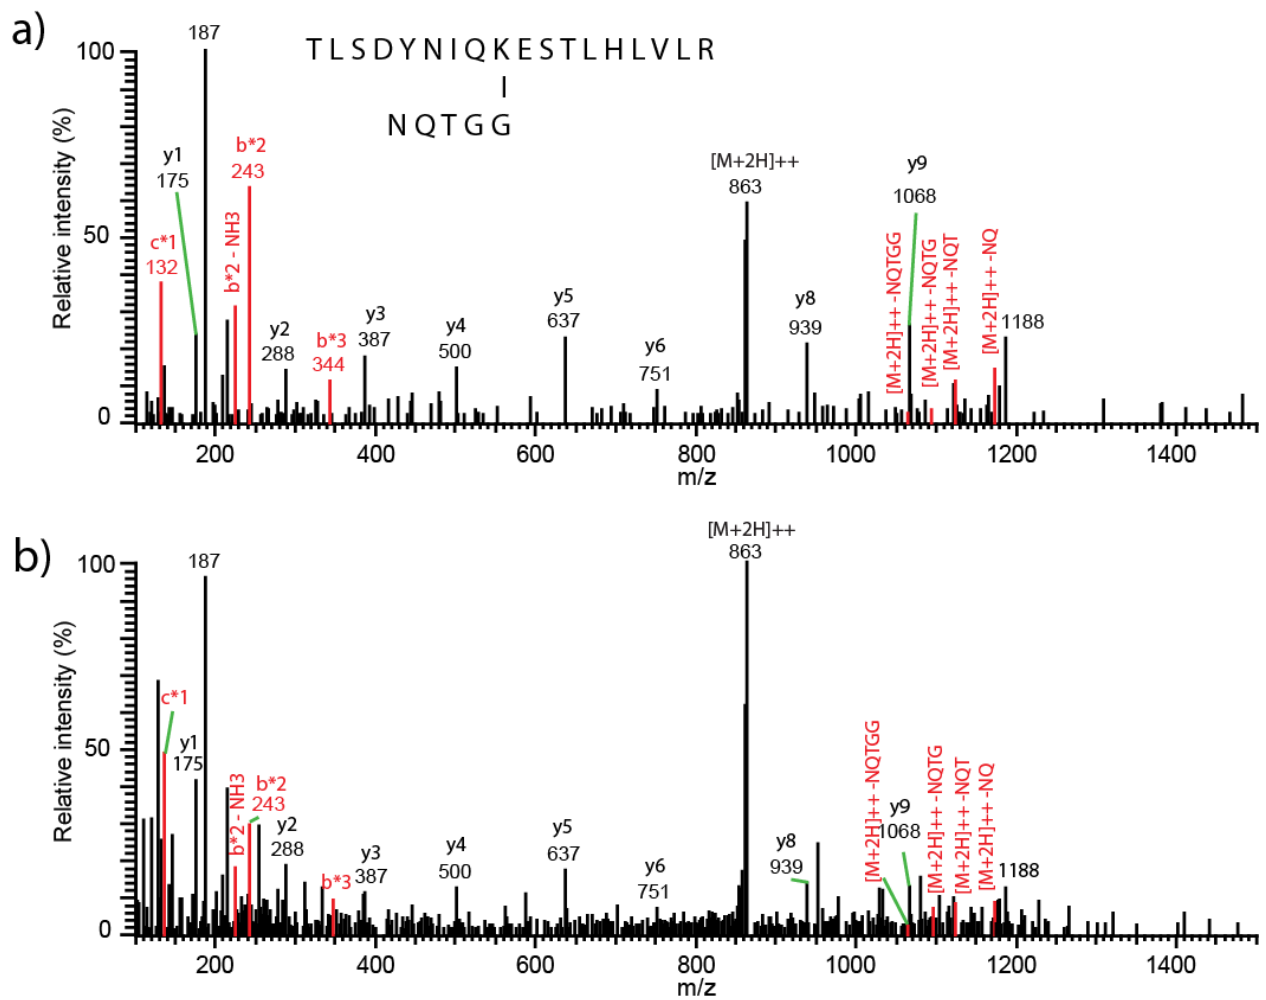 a)
187
TLSDYNIQKESTLHLVLR
NQTGG
100
50
0
Relative intensity (%)
y1
175
c*1
132
b*2 - NH3
b*2
243
y2
288
b*3
344
y3
387
y4
500
y5
637
y6
751
[M+2H]++
863
y8
939
y9
1068
[M+2H]++ -NQTGG
[M+2H]++ -NQTG
[M+2H]++ -NQT
[M+2H]++ -NQ
1188
200 400 600 800 1000 1200 1400
m/z
b)
187
100
50
0
Relative intensity (%)
c*1
y1
175
b*2 - NH3
b*2
243
y2
288
b*3
y3
387
y4
500
y5
637
y6
751
[M+2H]++
863
y8
939
[M+2H]++ -NQTGG
y9
1068
[M+2H]++ -NQTG
[M+2H]++ -NQT
[M+2H]++ -NQ
1188
200 400 600 800 1000 1200 1400
m/z